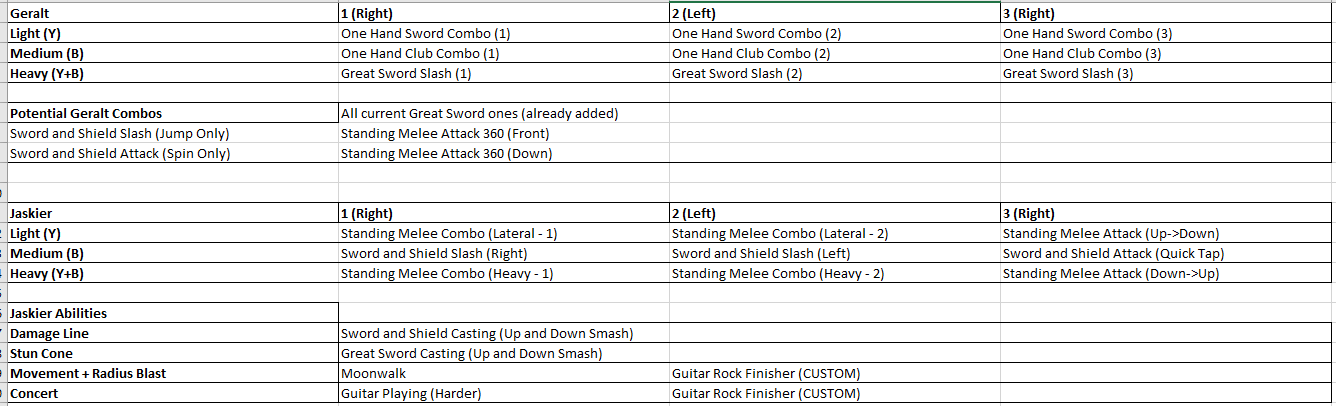 Geralt 1 (Right) 2 (Left) 3 (Right)
Light (Y) One Hand Sword Combo (1) One Hand Sword Combo (2) One Hand Sword Combo (3)
Medium (B) One Hand Club Combo (1) One Hand Club Combo (2) One Hand Club Combo (3)
Heavy (Y+B) Great Sword Slash (1) Great Sword Slash (2) Great Sword Slash (3)
Potential Geralt Combos All current Great Sword ones (already added)
Sword and Shield Slash (Jump Only) Standing Melee Attack 360 (Front)
Sword and Shield Attack (Spin Only) Standing Melee Attack 360 (Down)
Jaskier 1 (Right) 2 (Left) 3 (Right)
Light (Y) Standing Melee Combo (Lateral - 1) Standing Melee Combo (Lateral - 2) Standing Melee Attack (Up->Down)
Medium (B) Sword and Shield Slash (Right) Sword and Shield Slash (Left) Sword and Shield Attack (Quick Tap)
Heavy (Y+B) Standing Melee Combo (Heavy - 1) Standing Melee Combo (Heavy - 2) Standing Melee Attack (Down->Up)
Jaskier Abilities
Damage Line Sword and Shield Casting (Up and Down Smash)
Stun Cone Great Sword Casting (Up and Down Smash)
Movement + Radius Blast Moonwalk Guitar Rock Finisher (CUSTOM)
Concert Guitar Playing (Harder) Guitar Rock Finisher (CUSTOM)